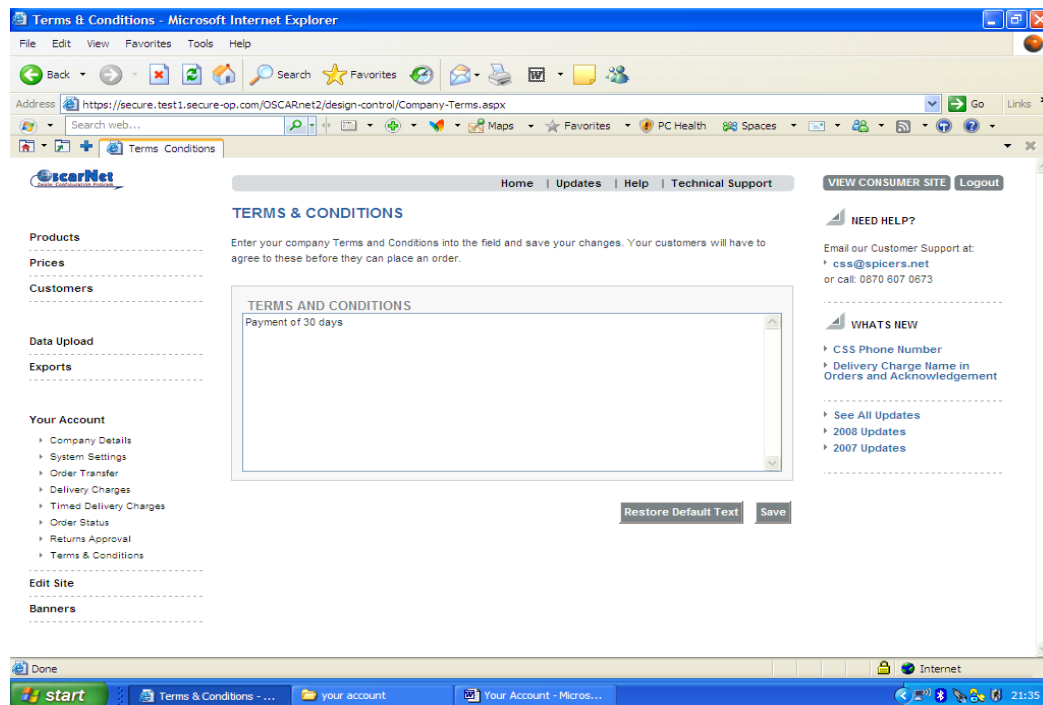 Terms & Conditions - Microsoft Internet Explorer
File Edit View Favorites Tools Help
Back Search Favorites
Address https://secure.test1.secure-op.com/OSCARnet2/design-control/Company-Terms.aspx Go Links
Search web... Maps Favorites PC Health Spaces
Terms Conditions
OscarNet
Home | Updates | Help | Technical Support
VIEW CONSUMER SITE Logout
TERMS & CONDITIONS
Enter your company Terms and Conditions into the field and save your changes. Your customers will have to
agree to these before they can place an order.
Products
Prices
Customers
Data Upload
Exports
Your Account
Company Details
System Settings
Order Transfer
Delivery Charges
Timed Delivery Charges
Order Status
Returns Approval
Terms & Conditions
Edit Site
Banners
TERMS AND CONDITIONS
Payment of 30 days
Restore Default Text Save
NEED HELP?
Email our Customer Support at:
css@spicers.net
or call: 0870 607 0673
WHATS NEW
CSS Phone Number
Delivery Charge Name in
Orders and Acknowledgement
See All Updates
2008 Updates
2007 Updates
Done Internet
start Terms & Conditions - ... your account Your Account - Micros... 21:35